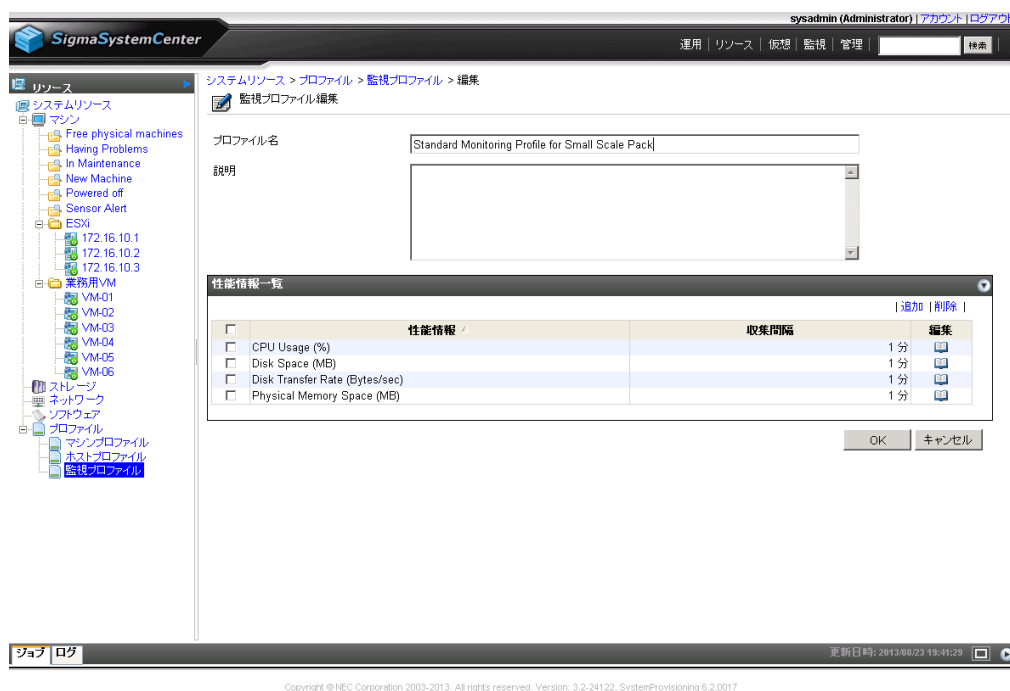 sysadmin (Administrator) | アカウント | ログアウト
SigmaSystemCenter
運用 | リソース | 仮想 | 監視 | 管理 | 検索
リソース
システムリソース
マシン
Free physical machines
Having Problems
In Maintenance
New Machine
Powered off
Sensor Alert
ESXi
172.16.10.1
172.16.10.2
172.16.10.3
業務用VM
VM-01
VM-02
VM-03
VM-04
VM-05
VM-06
ストレージ
ネットワーク
ソフトウェア
プロファイル
マシンプロファイル
ホストプロファイル
監視プロファイル
システムリソース > プロファイル > 監視プロファイル > 編集
監視プロファイル編集
プロファイル名 Standard Monitoring Profile for Small Scale Pack
説明
性能情報一覧
| 追加 | 削除 |
性能情報 収集間隔 編集
CPU Usage (%) 1 分
Disk Space (MB) 1 分
Disk Transfer Rate (Bytes/sec) 1 分
Physical Memory Space (MB) 1 分
OK キャンセル
ジョブ ログ 更新日時: 2013/08/23 19:41:29
Copyright © NEC Corporation 2003-2013. All rights reserved. Version: 3.2-24122, SystemProvisioning 6.2.0017